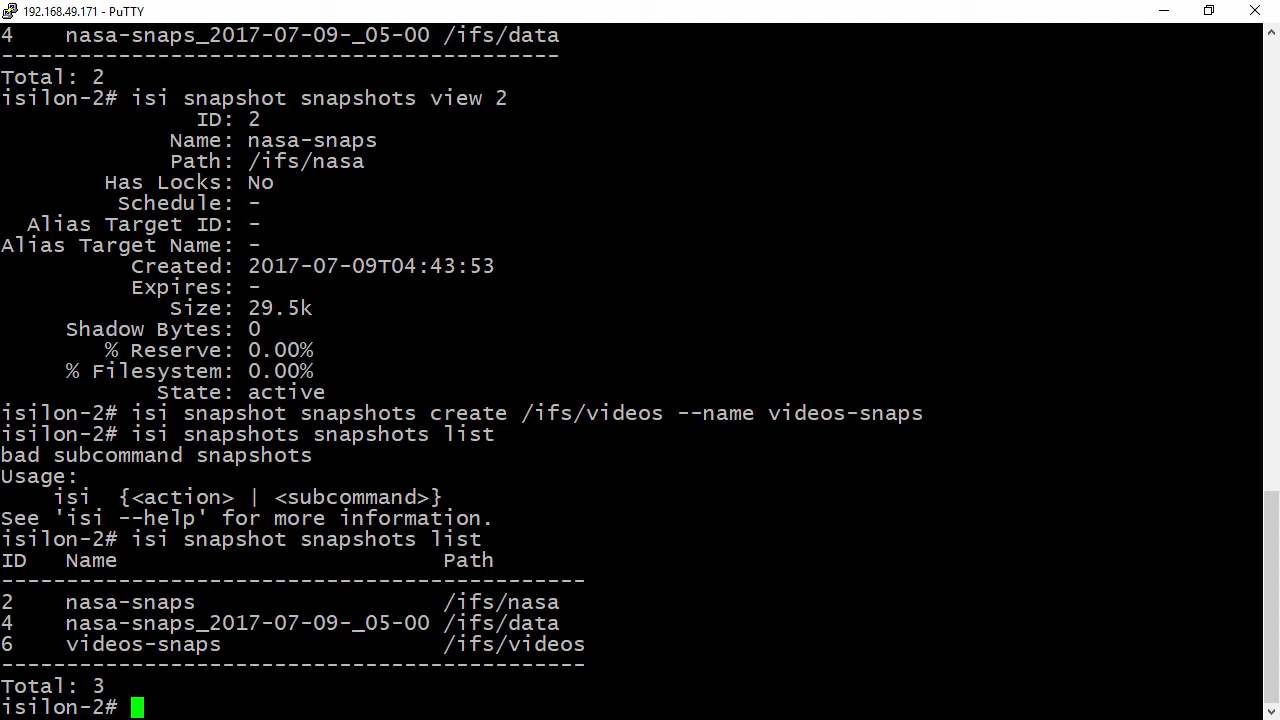 192.168.49.171 - PuTTY
4    nasa-snaps_2017-07-09-_05-00 /ifs/data
-------------------------------------------
Total: 2
isilon-2# isi snapshot snapshots view 2
               ID: 2
             Name: nasa-snaps
             Path: /ifs/nasa
        Has Locks: No
         Schedule: -
  Alias Target ID: -
Alias Target Name: -
          Created: 2017-07-09T04:43:53
          Expires: -
             Size: 29.5k
     Shadow Bytes: 0
        % Reserve: 0.00%
     % Filesystem: 0.00%
            State: active
isilon-2# isi snapshot snapshots create /ifs/videos --name videos-snaps
isilon-2# isi snapshots snapshots list
bad subcommand snapshots
Usage:
    isi  {<action> | <subcommand>}
See 'isi --help' for more information.
isilon-2# isi snapshot snapshots list
ID   Name                         Path
---------------------------------------------
2    nasa-snaps                   /ifs/nasa
4    nasa-snaps_2017-07-09-_05-00 /ifs/data
6    videos-snaps                 /ifs/videos
---------------------------------------------
Total: 3
isilon-2#